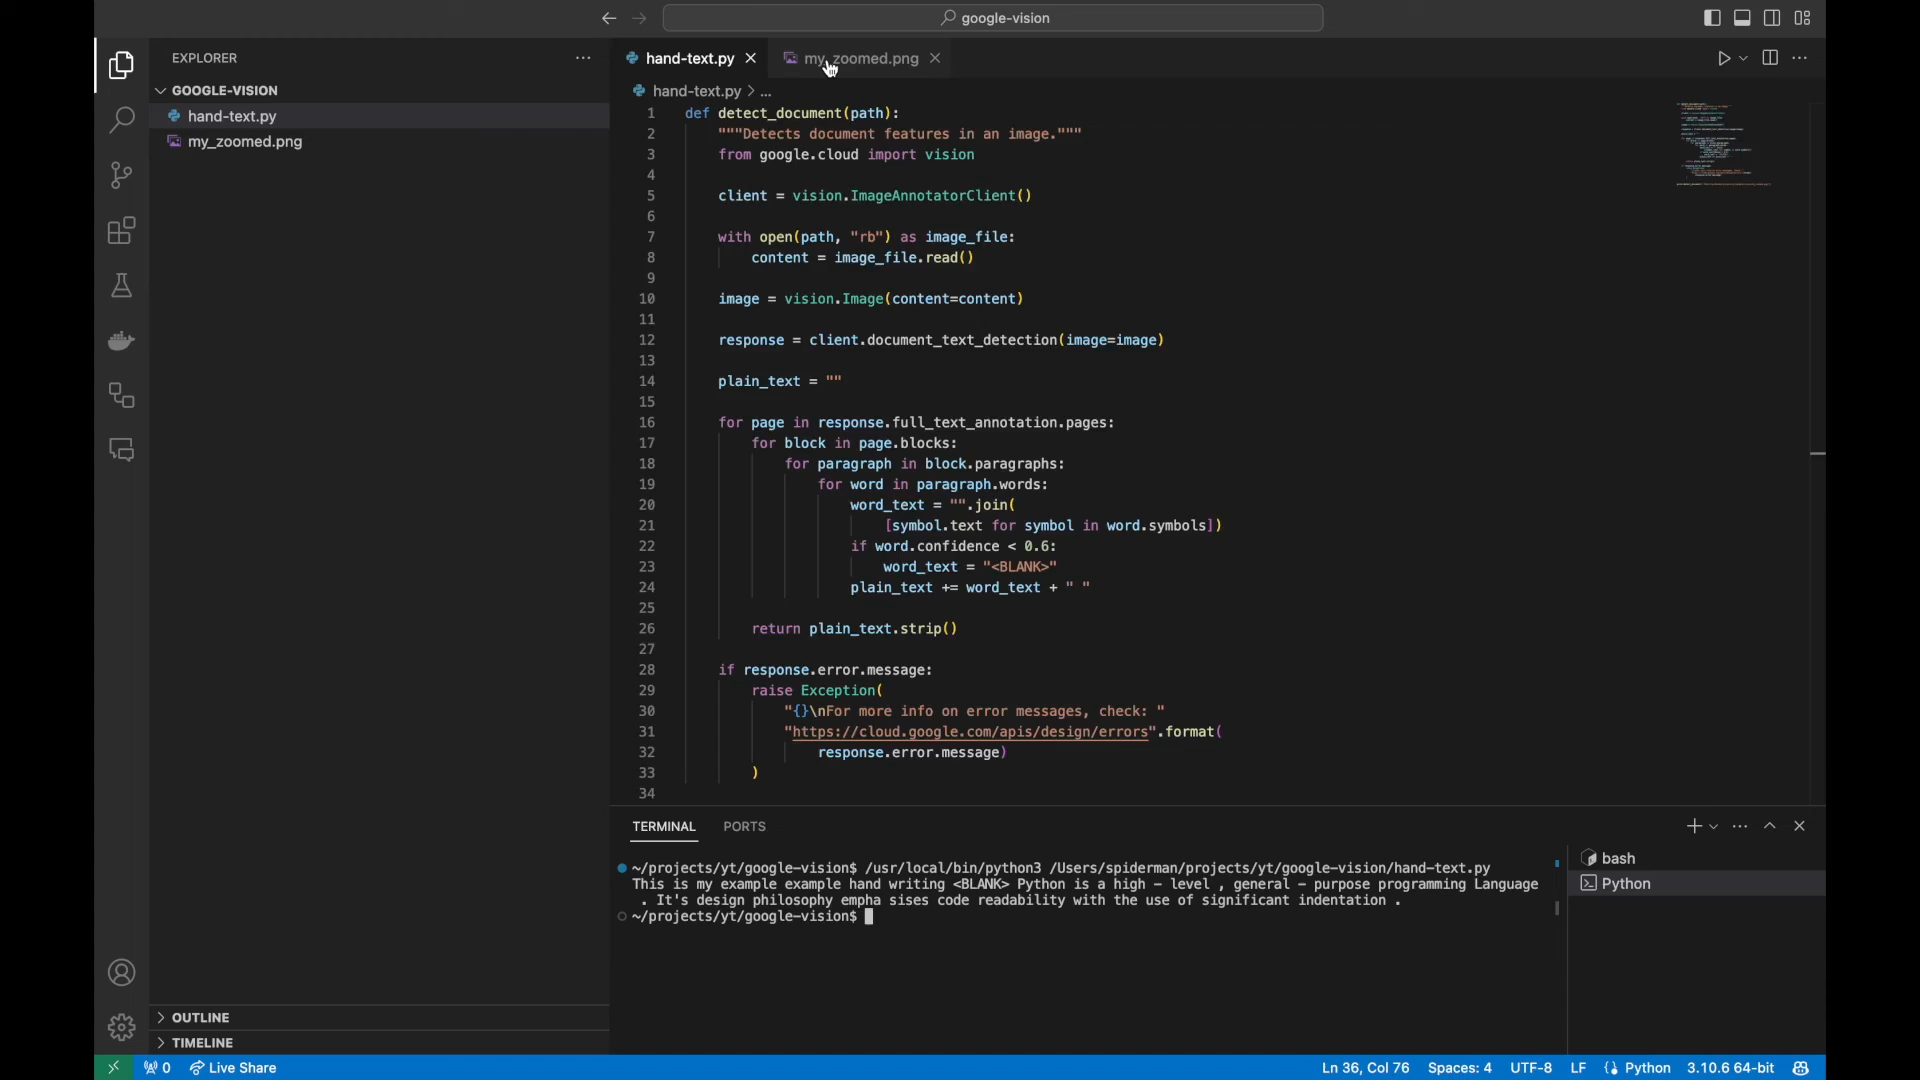 google-vision
EXPLORER
GOOGLE-VISION
hand-text.py
my_zoomed.png
OUTLINE
TIMELINE
hand-text.py
my_zoomed.png
hand-text.py > ...
1 def detect_document(path):
2 """Detects document features in an image."""
3 from google.cloud import vision
4
5 client = vision.ImageAnnotatorClient()
6
7 with open(path, "rb") as image_file:
8 content = image_file.read()
9
10 image = vision.Image(content=content)
11
12 response = client.document_text_detection(image=image)
13
14 plain_text = ""
15
16 for page in response.full_text_annotation.pages:
17 for block in page.blocks:
18 for paragraph in block.paragraphs:
19 for word in paragraph.words:
20 word_text = "".join(
21 [symbol.text for symbol in word.symbols])
22 if word.confidence < 0.6:
23 word_text = "<BLANK>"
24 plain_text += word_text + " "
25
26 return plain_text.strip()
27
28 if response.error.message:
29 raise Exception(
30 "{}\nFor more info on error messages, check: "
31 "https://cloud.google.com/apis/design/errors".format(
32 response.error.message)
33 )
34
TERMINAL PORTS
~/projects/yt/google-vision$ /usr/local/bin/python3 /Users/spiderman/projects/yt/google-vision/hand-text.py
This is my example example hand writing <BLANK> Python is a high - level , general - purpose programming Language
. It's design philosophy empha sises code readability with the use of significant indentation .
~/projects/yt/google-vision$
bash
Python
0 Live Share Ln 36, Col 76 Spaces: 4 UTF-8 LF Python 3.10.6 64-bit